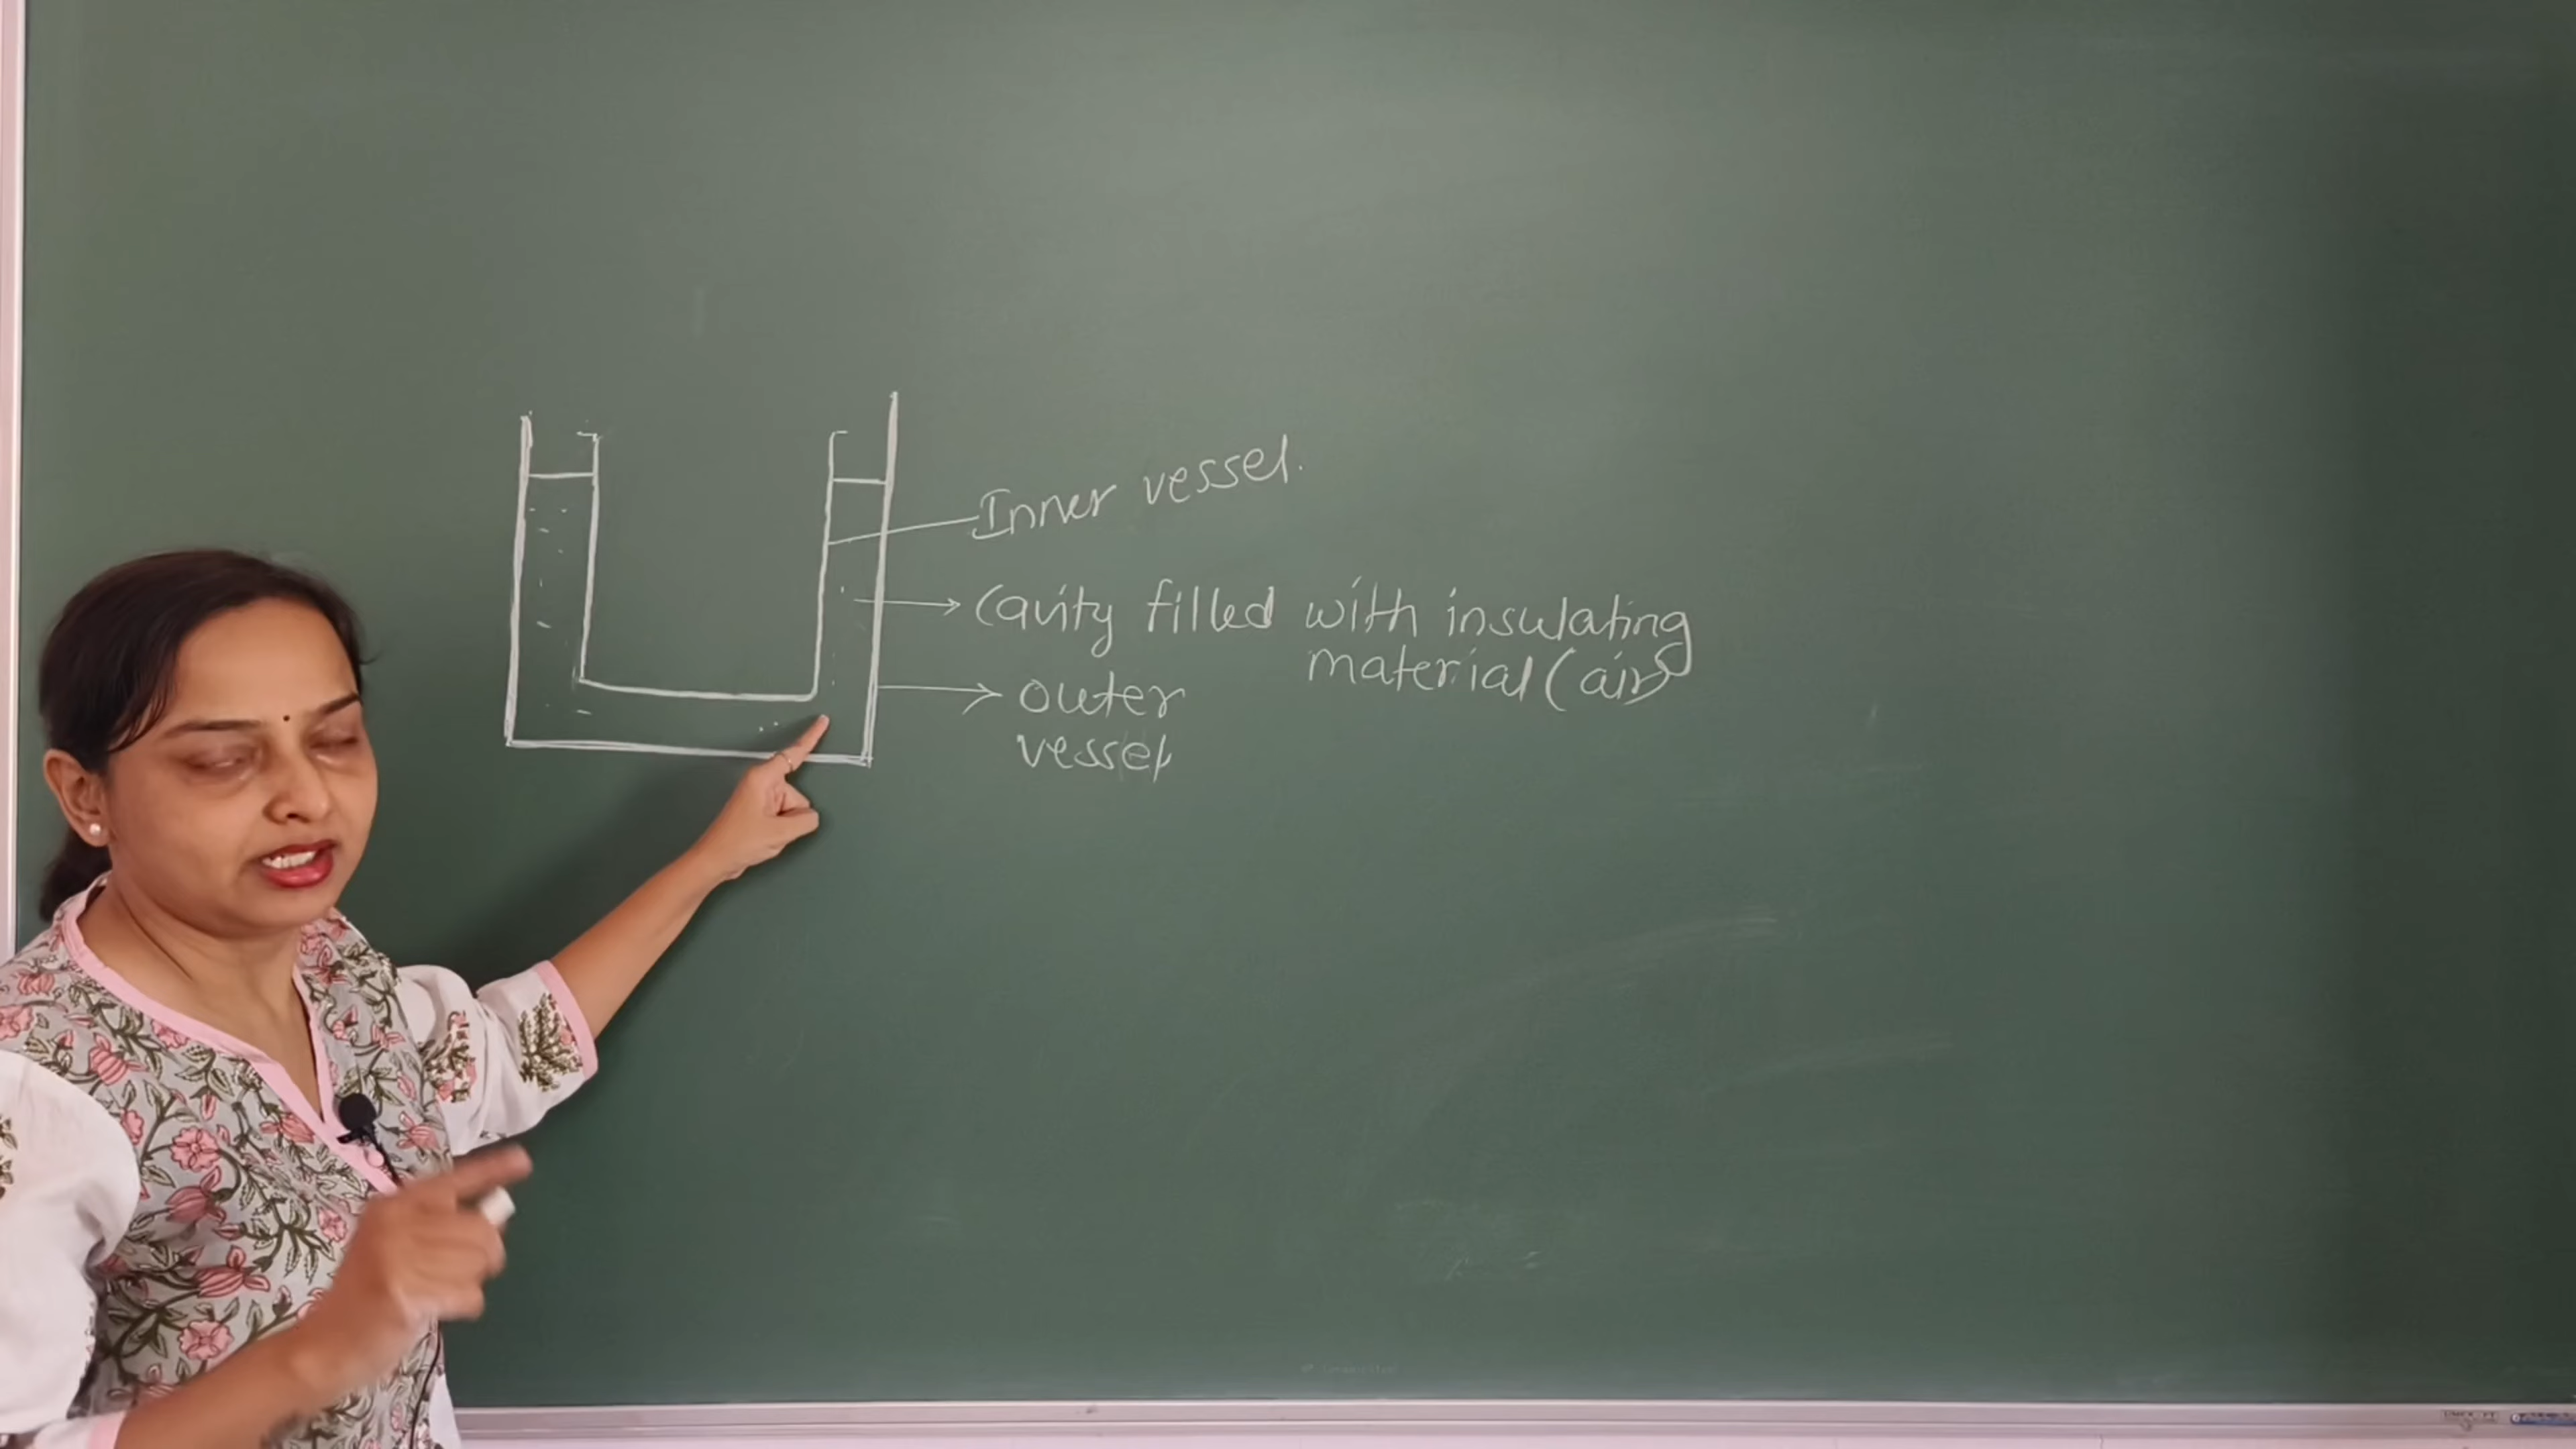 Inner vessel.
Cavity filled with insulating
material (air)
outer
vessel